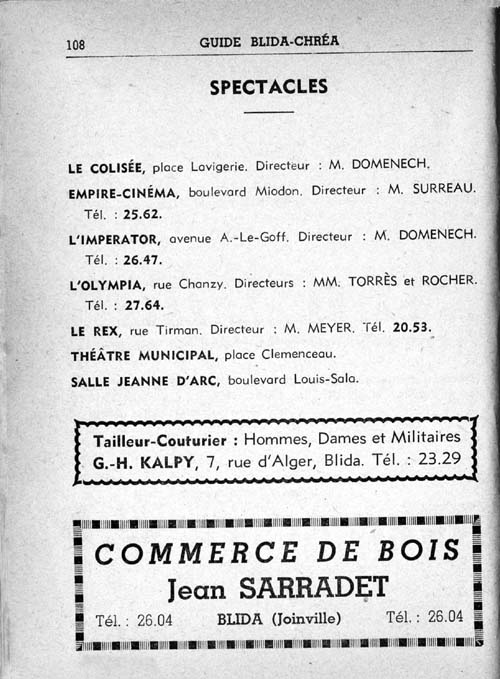 108
GUIDE BLIDA-CHRÉA
SPECTACLES
LE COLISÉE, place Lavigerie. Directeur : M. DOMENECH.
EMPIRE-CINÉMA, boulevard Miodon. Directeur : M. SURREAU.
Tél. : 25.62.
L'IMPERATOR, avenue A.-Le-Goff. Directeur : M. DOMENECH.
Tél. : 26.47.
L'OLYMPIA, rue Chanzy. Directeurs : MM. TORRÈS et ROCHER.
Tél. : 27.64.
LE REX, rue Tirman. Directeur : M. MEYER. Tél. 20.53.
THÉÂTRE MUNICIPAL, place Clemenceau.
SALLE JEANNE D'ARC, boulevard Louis-Sala.
Tailleur-Couturier : Hommes, Dames et Militaires
G.-H. KALPY, 7, rue d'Alger, Blida. Tél. : 23.29
COMMERCE DE BOIS
Jean SARRADET
Tél. : 26.04 BLIDA (Joinville) Tél. : 26.04